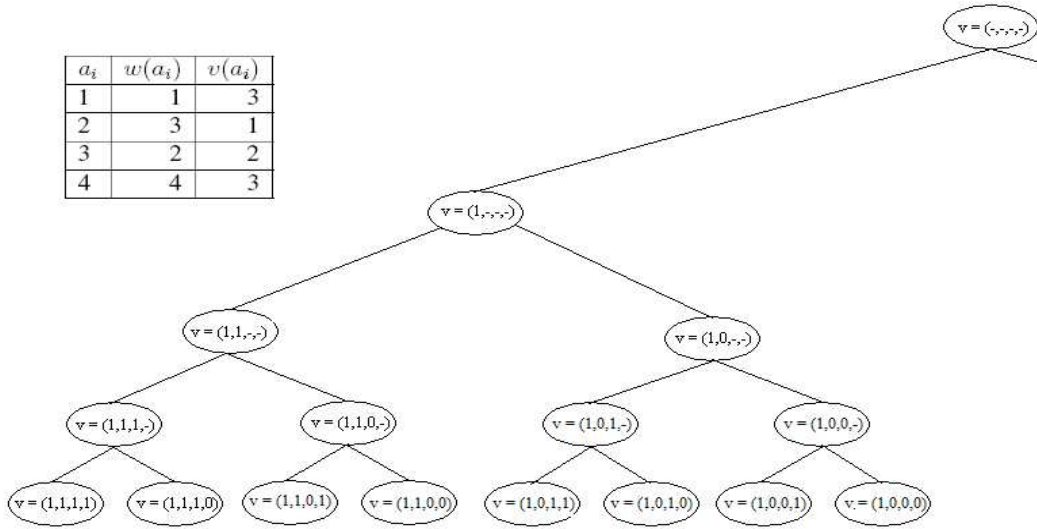 v = (-,-,-,-)
a_i w(a_i) v(a_i)
1 1 3
2 3 1
3 2 2
4 4 3
v = (1,-,-,-)
v = (1,1,-,-) v = (1,0,-,-)
v = (1,1,1,-) v = (1,1,0,-) v = (1,0,1,-) v = (1,0,0,-)
v = (1,1,1,1) v = (1,1,1,0) v = (1,1,0,1) v = (1,1,0,0) v = (1,0,1,1) v = (1,0,1,0) v = (1,0,0,1) v = (1,0,0,0)